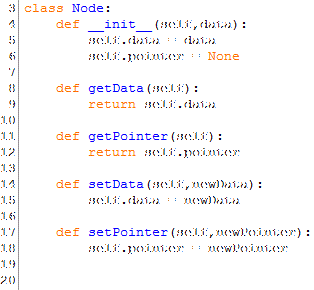 3 class Node:
4     def __init__(self,data):
5         self.data = data
6         self.pointer = None
7
8     def getData(self):
9         return self.data
10
11     def getPointer(self):
12         return self.pointer
13
14     def setData(self,newData):
15         self.data = newData
16
17     def setPointer(self,newPointer):
18         self.pointer = newPointer
19
20